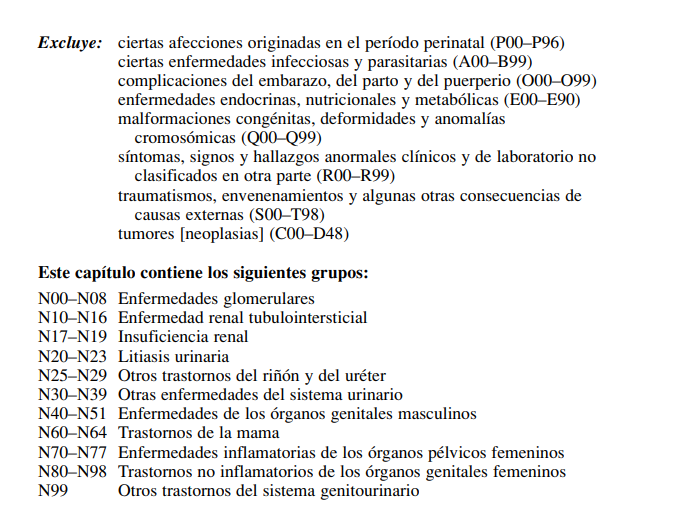 Excluye: ciertas afecciones originadas en el período perinatal (P00–P96)
ciertas enfermedades infecciosas y parasitarias (A00–B99)
complicaciones del embarazo, del parto y del puerperio (O00–O99)
enfermedades endocrinas, nutricionales y metabólicas (E00–E90)
malformaciones congénitas, deformidades y anomalías
cromosómicas (Q00–Q99)
síntomas, signos y hallazgos anormales clínicos y de laboratorio no
clasificados en otra parte (R00–R99)
traumatismos, envenenamientos y algunas otras consecuencias de
causas externas (S00–T98)
tumores [neoplasias] (C00–D48)
Este capítulo contiene los siguientes grupos:
N00–N08 Enfermedades glomerulares
N10–N16 Enfermedad renal tubulointersticial
N17–N19 Insuficiencia renal
N20–N23 Litiasis urinaria
N25–N29 Otros trastornos del riñón y del uréter
N30–N39 Otras enfermedades del sistema urinario
N40–N51 Enfermedades de los órganos genitales masculinos
N60–N64 Trastornos de la mama
N70–N77 Enfermedades inflamatorias de los órganos pélvicos femeninos
N80–N98 Trastornos no inflamatorios de los órganos genitales femeninos
N99 Otros trastornos del sistema genitourinario